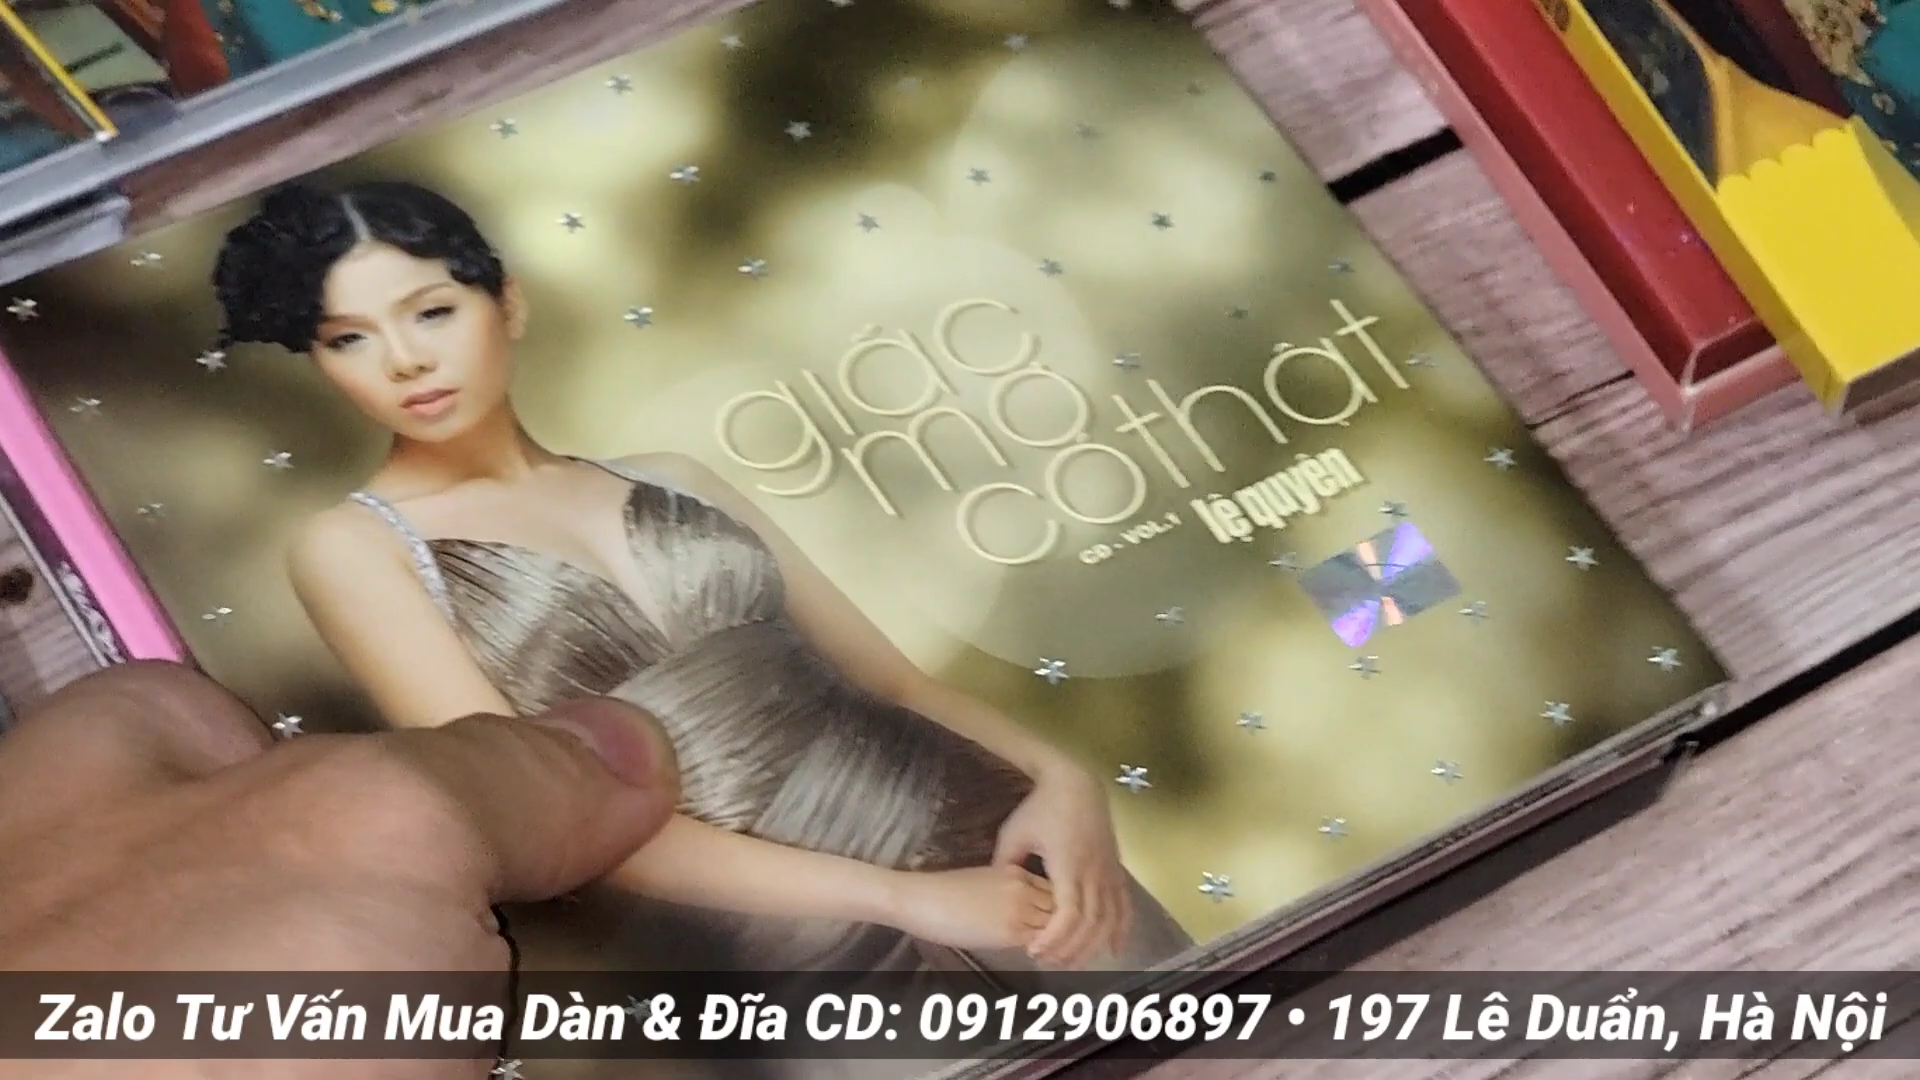 giấc
mơ
có thật
CD - VOL.1 lệ quyên
Zalo Tư Vấn Mua Dàn & Đĩa CD: 0912906897 • 197 Lê Duẩn, Hà Nội